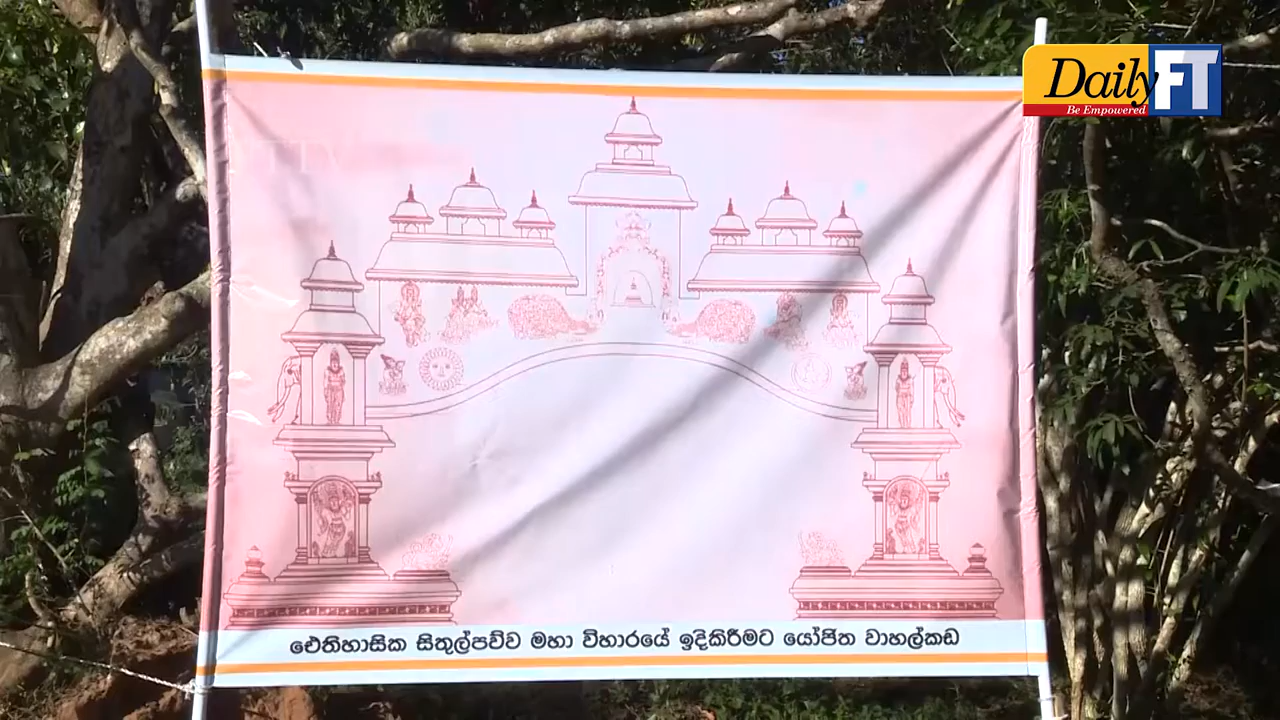 Daily FT
Be Empowered
ඓතිහාසික සිතුල්පව්ව මහා විහාරයේ ඉදිකිරීමට යෝජිත වාහල්කඩ